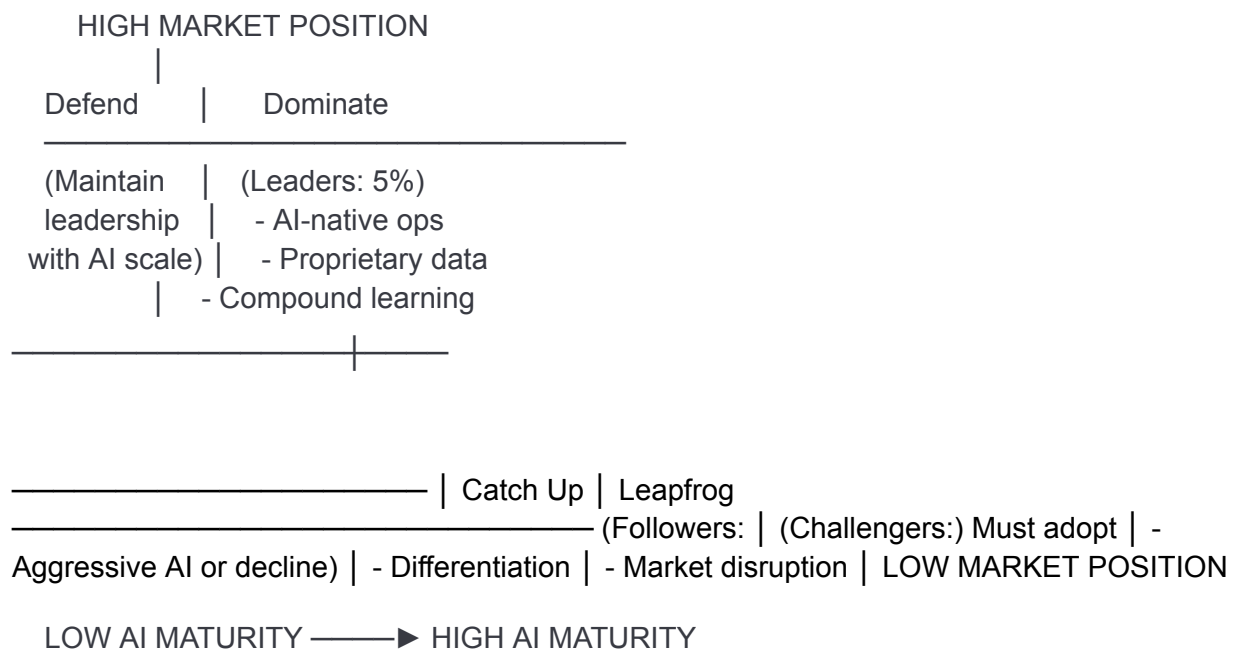 HIGH MARKET POSITION
│
Defend │ Dominate
────────────────────────────
(Maintain │ (Leaders: 5%)
leadership │ - AI-native ops
with AI scale) │ - Proprietary data
│ - Compound learning
─────────────────┼─────
──────────────────── │ Catch Up │ Leapfrog
──────────────────────────── (Followers: │ (Challengers:) Must adopt │ -
Aggressive AI or decline) │ - Differentiation │ - Market disruption │ LOW MARKET POSITION
LOW AI MATURITY ────► HIGH AI MATURITY